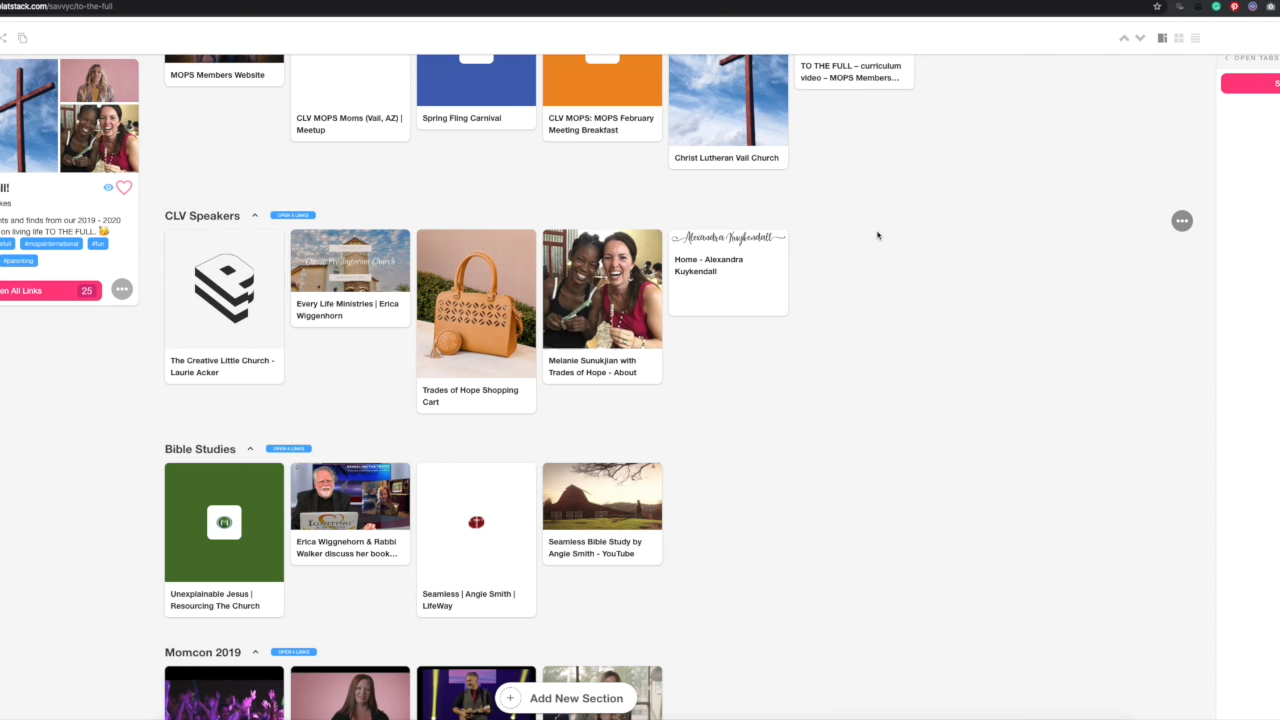 latstack.com/savvyc/to-the-full
OPEN TABS
MOPS Members Website
CLV MOPS Moms (Vail, AZ) |
Meetup
Spring Fling Carnival
CLV MOPS: MOPS February
Meeting Breakfast
Christ Lutheran Vail Church
TO THE FULL – curriculum
video – MOPS Members...
S
ll!
kes
nts and finds from our 2019 - 2020
on living life TO THE FULL.
efull #mopsinternational #fun
#parenting
en All Links 25
CLV Speakers OPEN 5 LINKS
The Creative Little Church -
Laurie Acker
Christ Presbyterian Church
Every Life Ministries | Erica
Wiggenhorn
Trades of Hope Shopping
Cart
Melanie Sunukjian with
Trades of Hope - About
Alexandra Kuykendall
Home - Alexandra
Kuykendall
Bible Studies OPEN 4 LINKS
Unexplainable Jesus |
Resourcing The Church
Erica Wiggnehorn & Rabbi
Walker discuss her book...
Seamless | Angie Smith |
LifeWay
Seamless Bible Study by
Angie Smith - YouTube
Momcon 2019 OPEN 4 LINKS
+ Add New Section